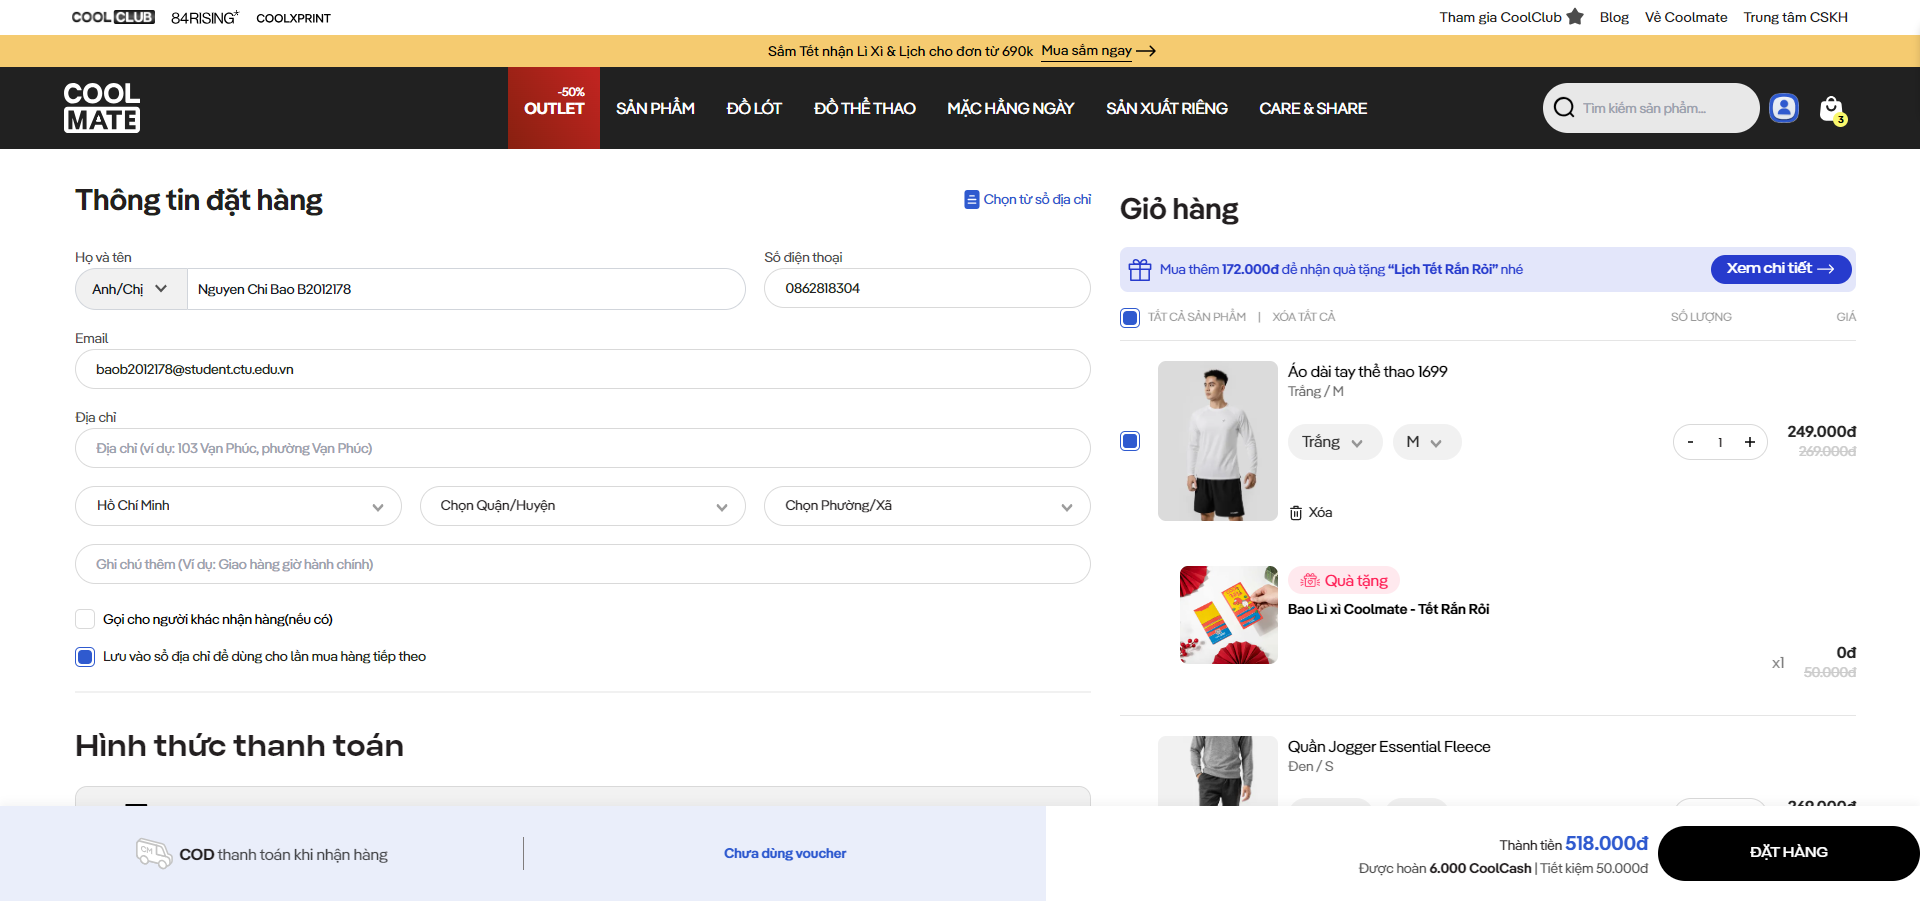 COOLCLUB 84RISING* COOLXPRINT
Tham gia CoolClub Blog Về Coolmate Trung tâm CSKH
Sắm Tết nhận Lì Xì & Lịch cho đơn từ 690k Mua sắm ngay
COOL
MATE
-50%
OUTLET SẢN PHẨM ĐỒ LÓT ĐỒ THỂ THAO MẶC HẰNG NGÀY SẢN XUẤT RIÊNG CARE & SHARE
Tìm kiếm sản phẩm...
3
Thông tin đặt hàng
Chọn từ sổ địa chỉ
Họ và tên
Số điện thoại
Anh/Chị Nguyen Chi Bao B2012178
0862818304
Email
baob2012178@student.ctu.edu.vn
Địa chỉ
Địa chỉ (ví dụ: 103 Vạn Phúc, phường Vạn Phúc)
Hồ Chí Minh Chọn Quận/Huyện Chọn Phường/Xã
Ghi chú thêm (Ví dụ: Giao hàng giờ hành chính)
Gọi cho người khác nhận hàng(nếu có)
Lưu vào sổ địa chỉ để dùng cho lần mua hàng tiếp theo
Hình thức thanh toán
Giỏ hàng
Mua thêm 172.000đ để nhận quà tặng “Lịch Tết Rắn Rỏi” nhé
Xem chi tiết
TẤT CẢ SẢN PHẨM | XÓA TẤT CẢ SỐ LƯỢNG GIÁ
Áo dài tay thể thao 1699
Trắng / M
Trắng M
- 1 +
249.000đ
269.000đ
Xóa
Quà tặng
Bao Lì xì Coolmate - Tết Rắn Rỏi
x1
0đ
50.000đ
Quần Jogger Essential Fleece
Đen / S
269.000đ
CM
COD thanh toán khi nhận hàng
Chưa dùng voucher
Thành tiền 518.000đ
Được hoàn 6.000 CoolCash | Tiết kiệm 50.000đ
ĐẶT HÀNG